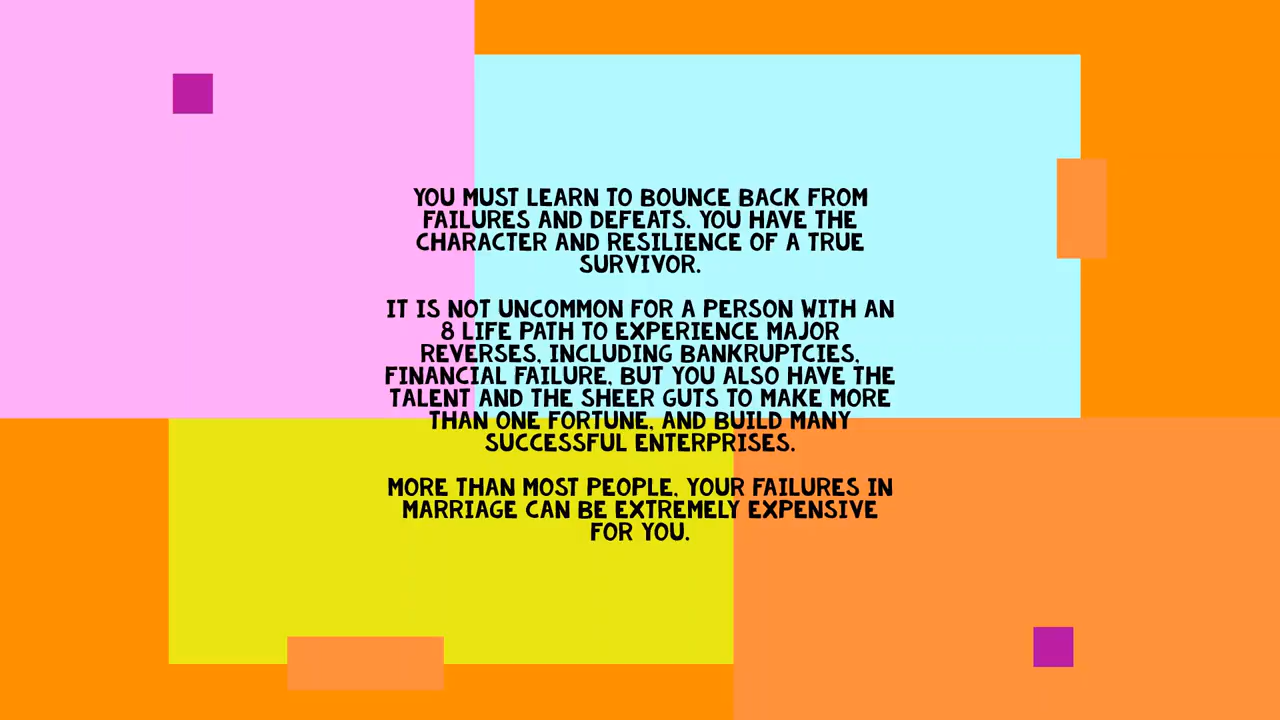 YOU MUST LEARN TO BOUNCE BACK FROM
FAILURES AND DEFEATS. YOU HAVE THE
CHARACTER AND RESILIENCE OF A TRUE
SURVIVOR.
IT IS NOT UNCOMMON FOR A PERSON WITH AN
8 LIFE PATH TO EXPERIENCE MAJOR
REVERSES, INCLUDING BANKRUPTCIES,
FINANCIAL FAILURE, BUT YOU ALSO HAVE THE
TALENT AND THE SHEER GUTS TO MAKE MORE
THAN ONE FORTUNE, AND BUILD MANY
SUCCESSFUL ENTERPRISES.
MORE THAN MOST PEOPLE, YOUR FAILURES IN
MARRIAGE CAN BE EXTREMELY EXPENSIVE
FOR YOU.